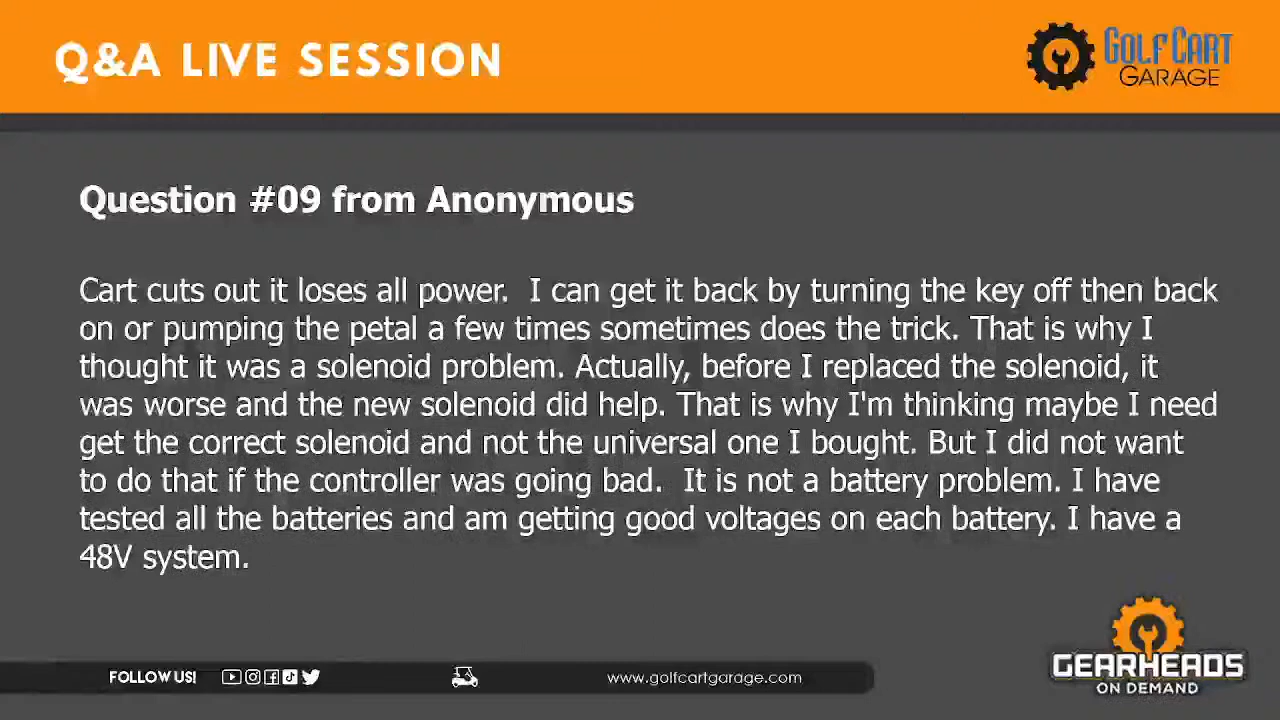 Q&A LIVE SESSION
GOLF CART
GARAGE
Question #09 from Anonymous
Cart cuts out it loses all power.  I can get it back by turning the key off then back
on or pumping the petal a few times sometimes does the trick. That is why I
thought it was a solenoid problem. Actually, before I replaced the solenoid, it
was worse and the new solenoid did help. That is why I'm thinking maybe I need
get the correct solenoid and not the universal one I bought. But I did not want
to do that if the controller was going bad.  It is not a battery problem. I have
tested all the batteries and am getting good voltages on each battery. I have a
48V system.
FOLLOW US!
www.golfcartgarage.com
GEARHEADS
ON DEMAND